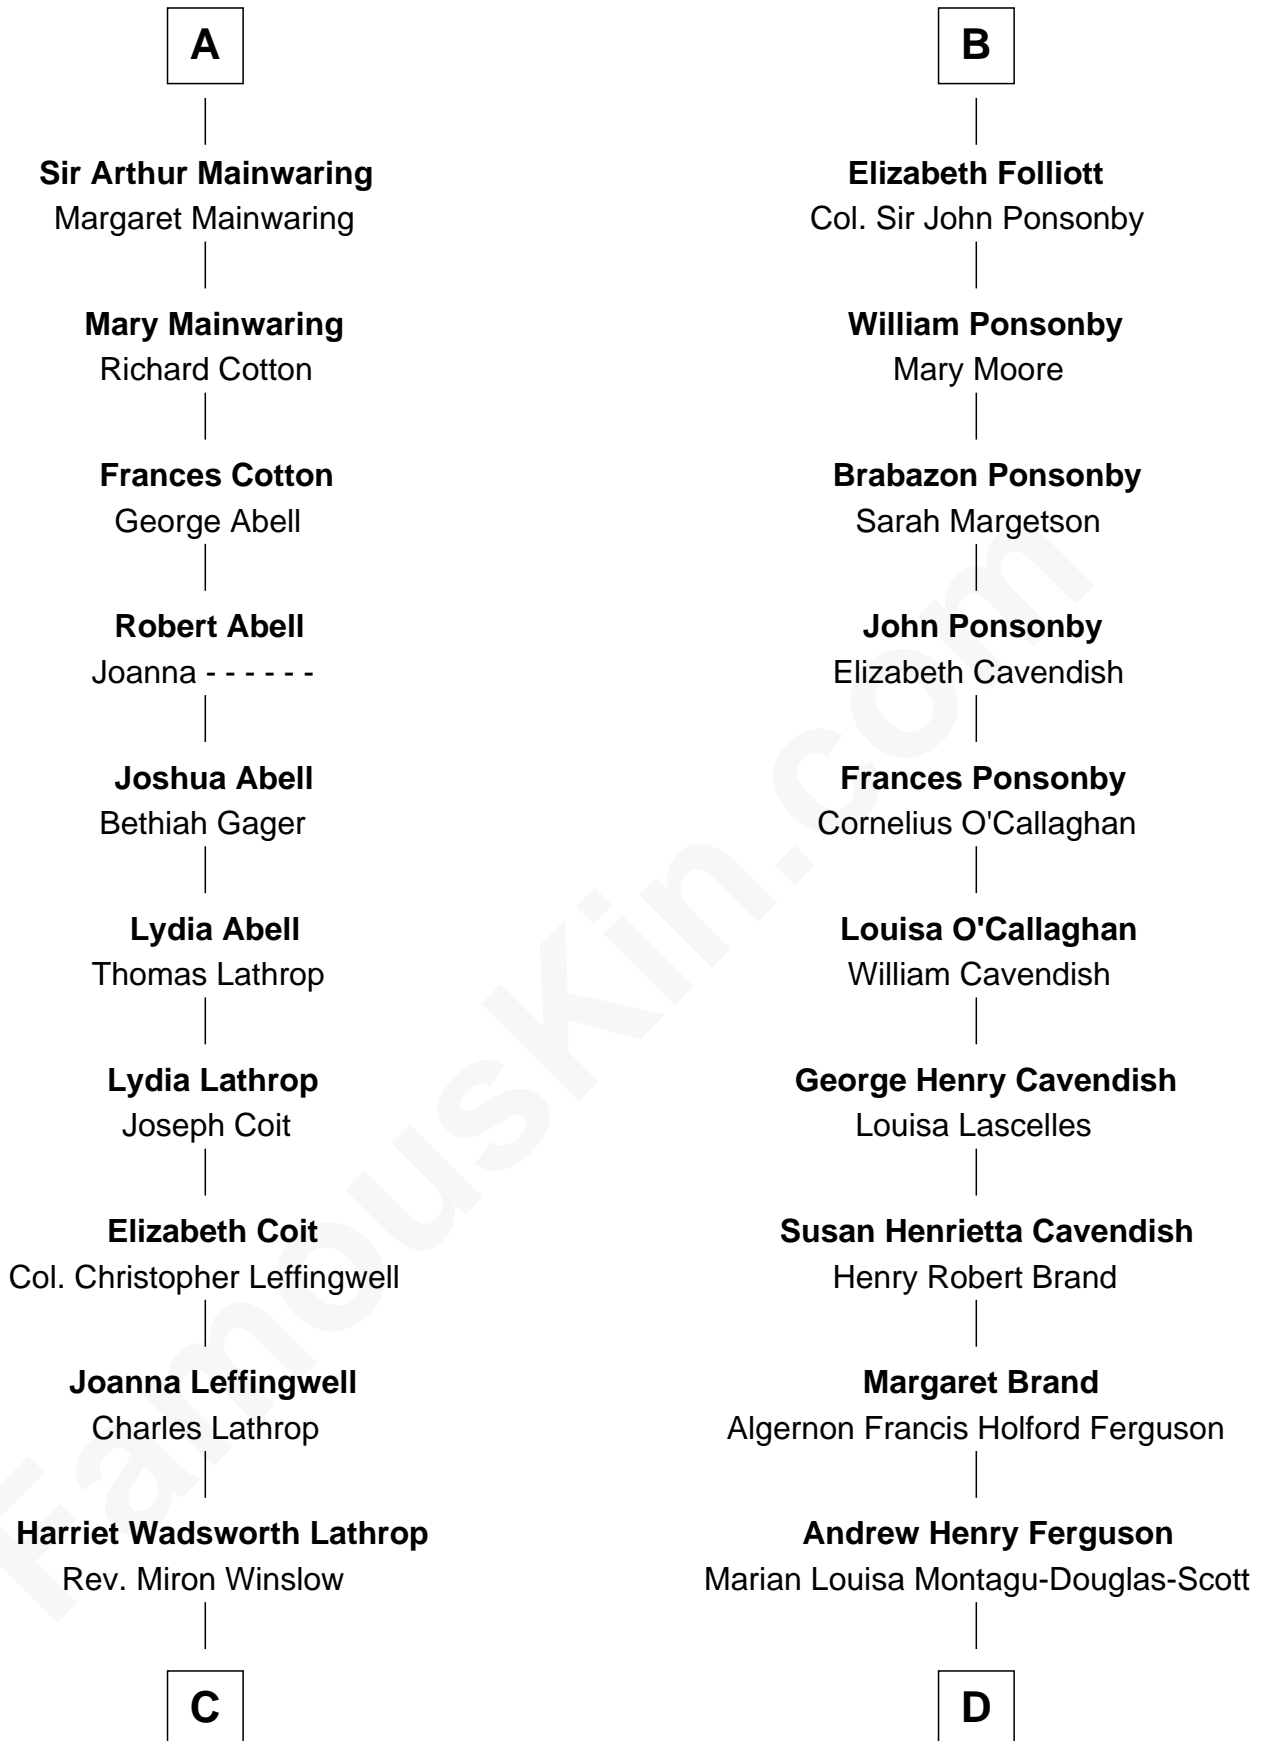 A
Sir Arthur Mainwaring
Margaret Mainwaring
Mary Mainwaring
Richard Cotton
Frances Cotton
George Abell
Robert Abell
Joanna - - - - - -
Joshua Abell
Bethiah Gager
Lydia Abell
Thomas Lathrop
Lydia Lathrop
Joseph Coit
Elizabeth Coit
Col. Christopher Leffingwell
Joanna Leffingwell
Charles Lathrop
Harriet Wadsworth Lathrop
Rev. Miron Winslow
C
B
Elizabeth Folliott
Col. Sir John Ponsonby
William Ponsonby
Mary Moore
Brabazon Ponsonby
Sarah Margetson
John Ponsonby
Elizabeth Cavendish
Frances Ponsonby
Cornelius O'Callaghan
Louisa O'Callaghan
William Cavendish
George Henry Cavendish
Louisa Lascelles
Susan Henrietta Cavendish
Henry Robert Brand
Margaret Brand
Algernon Francis Holford Ferguson
Andrew Henry Ferguson
Marian Louisa Montagu-Douglas-Scott
D
FamousKin.com